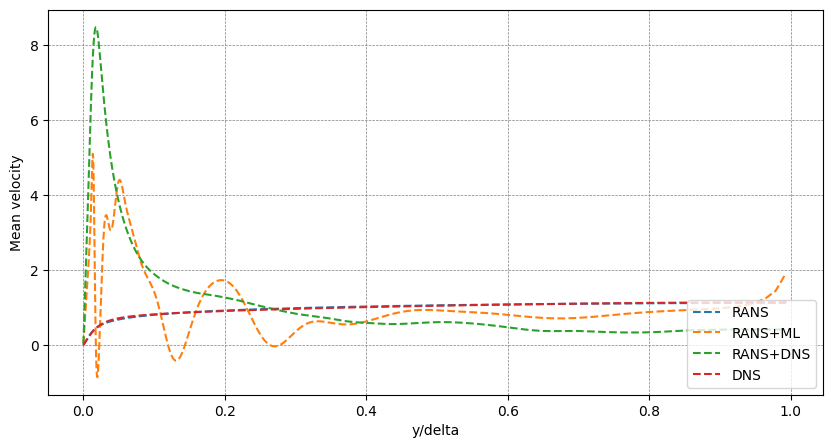 8
6
4
2
0
Mean velocity
0.0
0.2
0.4
0.6
0.8
1.0
y/delta
RANS
RANS+ML
RANS+DNS
DNS